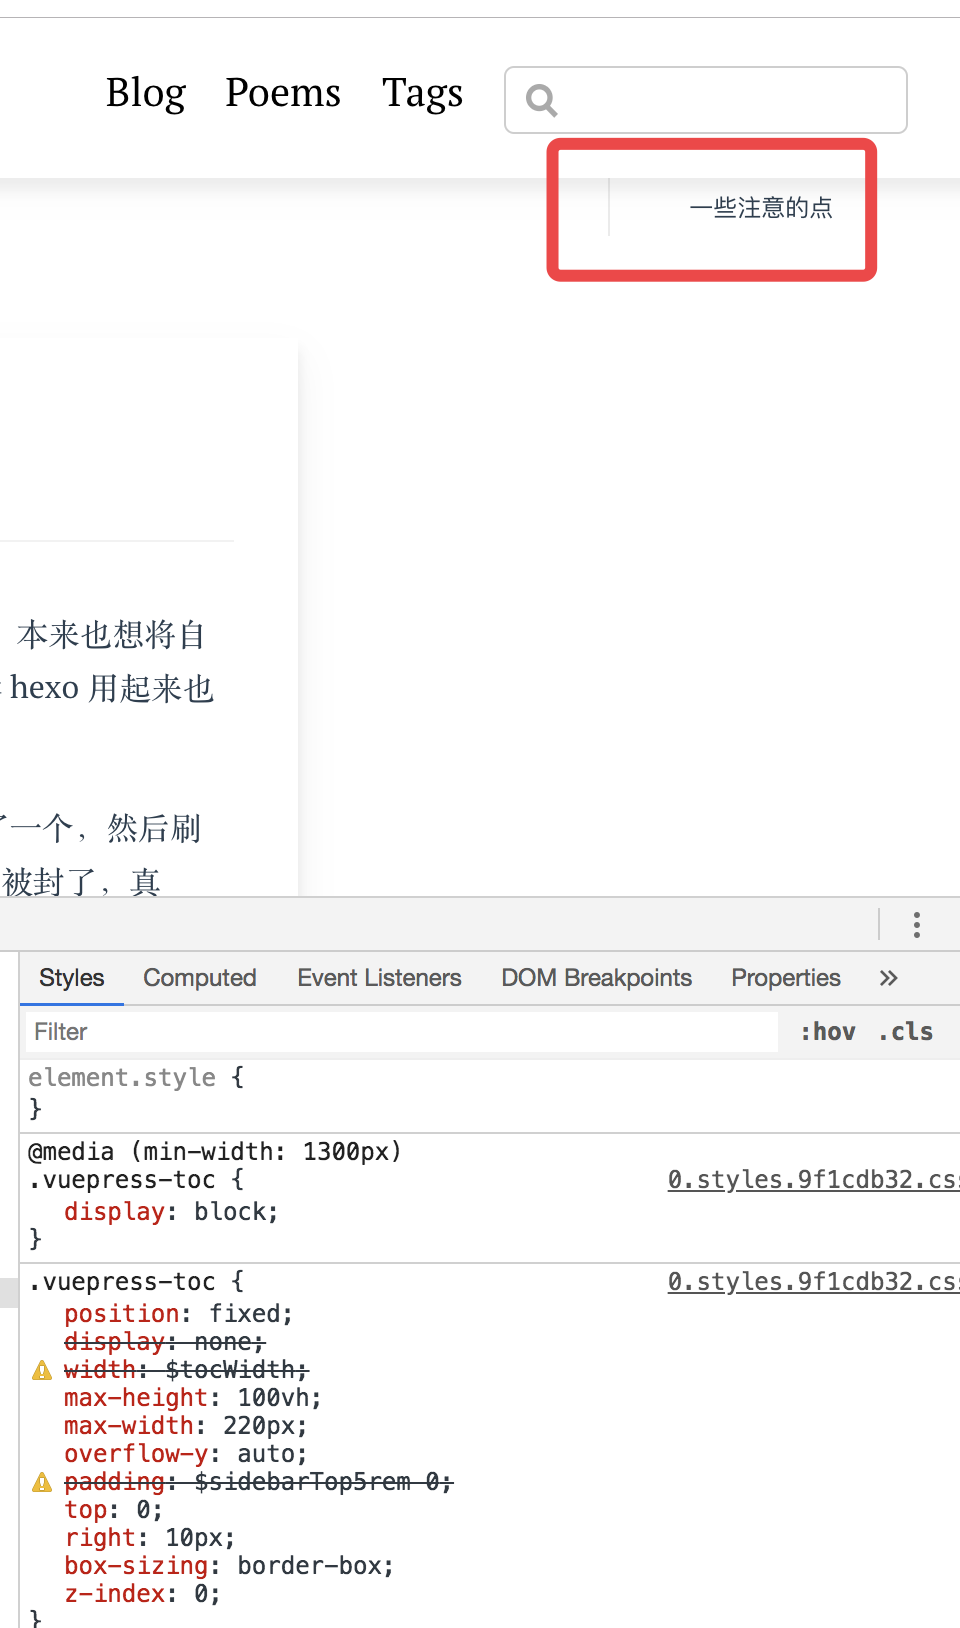 Blog Poems Tags
一些注意的点
本来也想将自
hexo 用起来也
一个，然后刷
被封了，真
Styles Computed Event Listeners DOM Breakpoints Properties »
Filter :hov .cls
element.style {
}
@media (min-width: 1300px)
.vuepress-toc { 0.styles.9f1cdb32.cs
display: block;
}
.vuepress-toc { 0.styles.9f1cdb32.cs
position: fixed;
display: none;
width: $tocWidth;
max-height: 100vh;
max-width: 220px;
overflow-y: auto;
padding: $sidebarTop5rem 0;
top: 0;
right: 10px;
box-sizing: border-box;
z-index: 0;
}